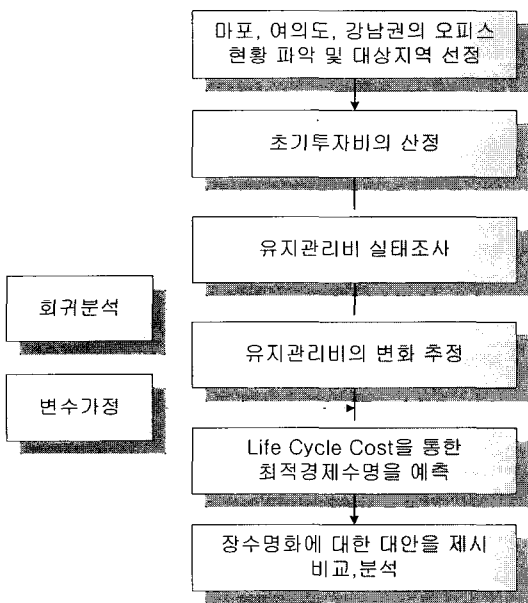 마포, 여의도, 강남권의 오피스
현황 파악 및 대상지역 선정
초기투자비의 산정
유지관리비 실태조사
회귀분석
유지관리비의 변화 추정
변수가정
Life Cycle Cost을 통한
최적경제수명을 예측
장수명화에 대한 대안을 제시
비교,분석